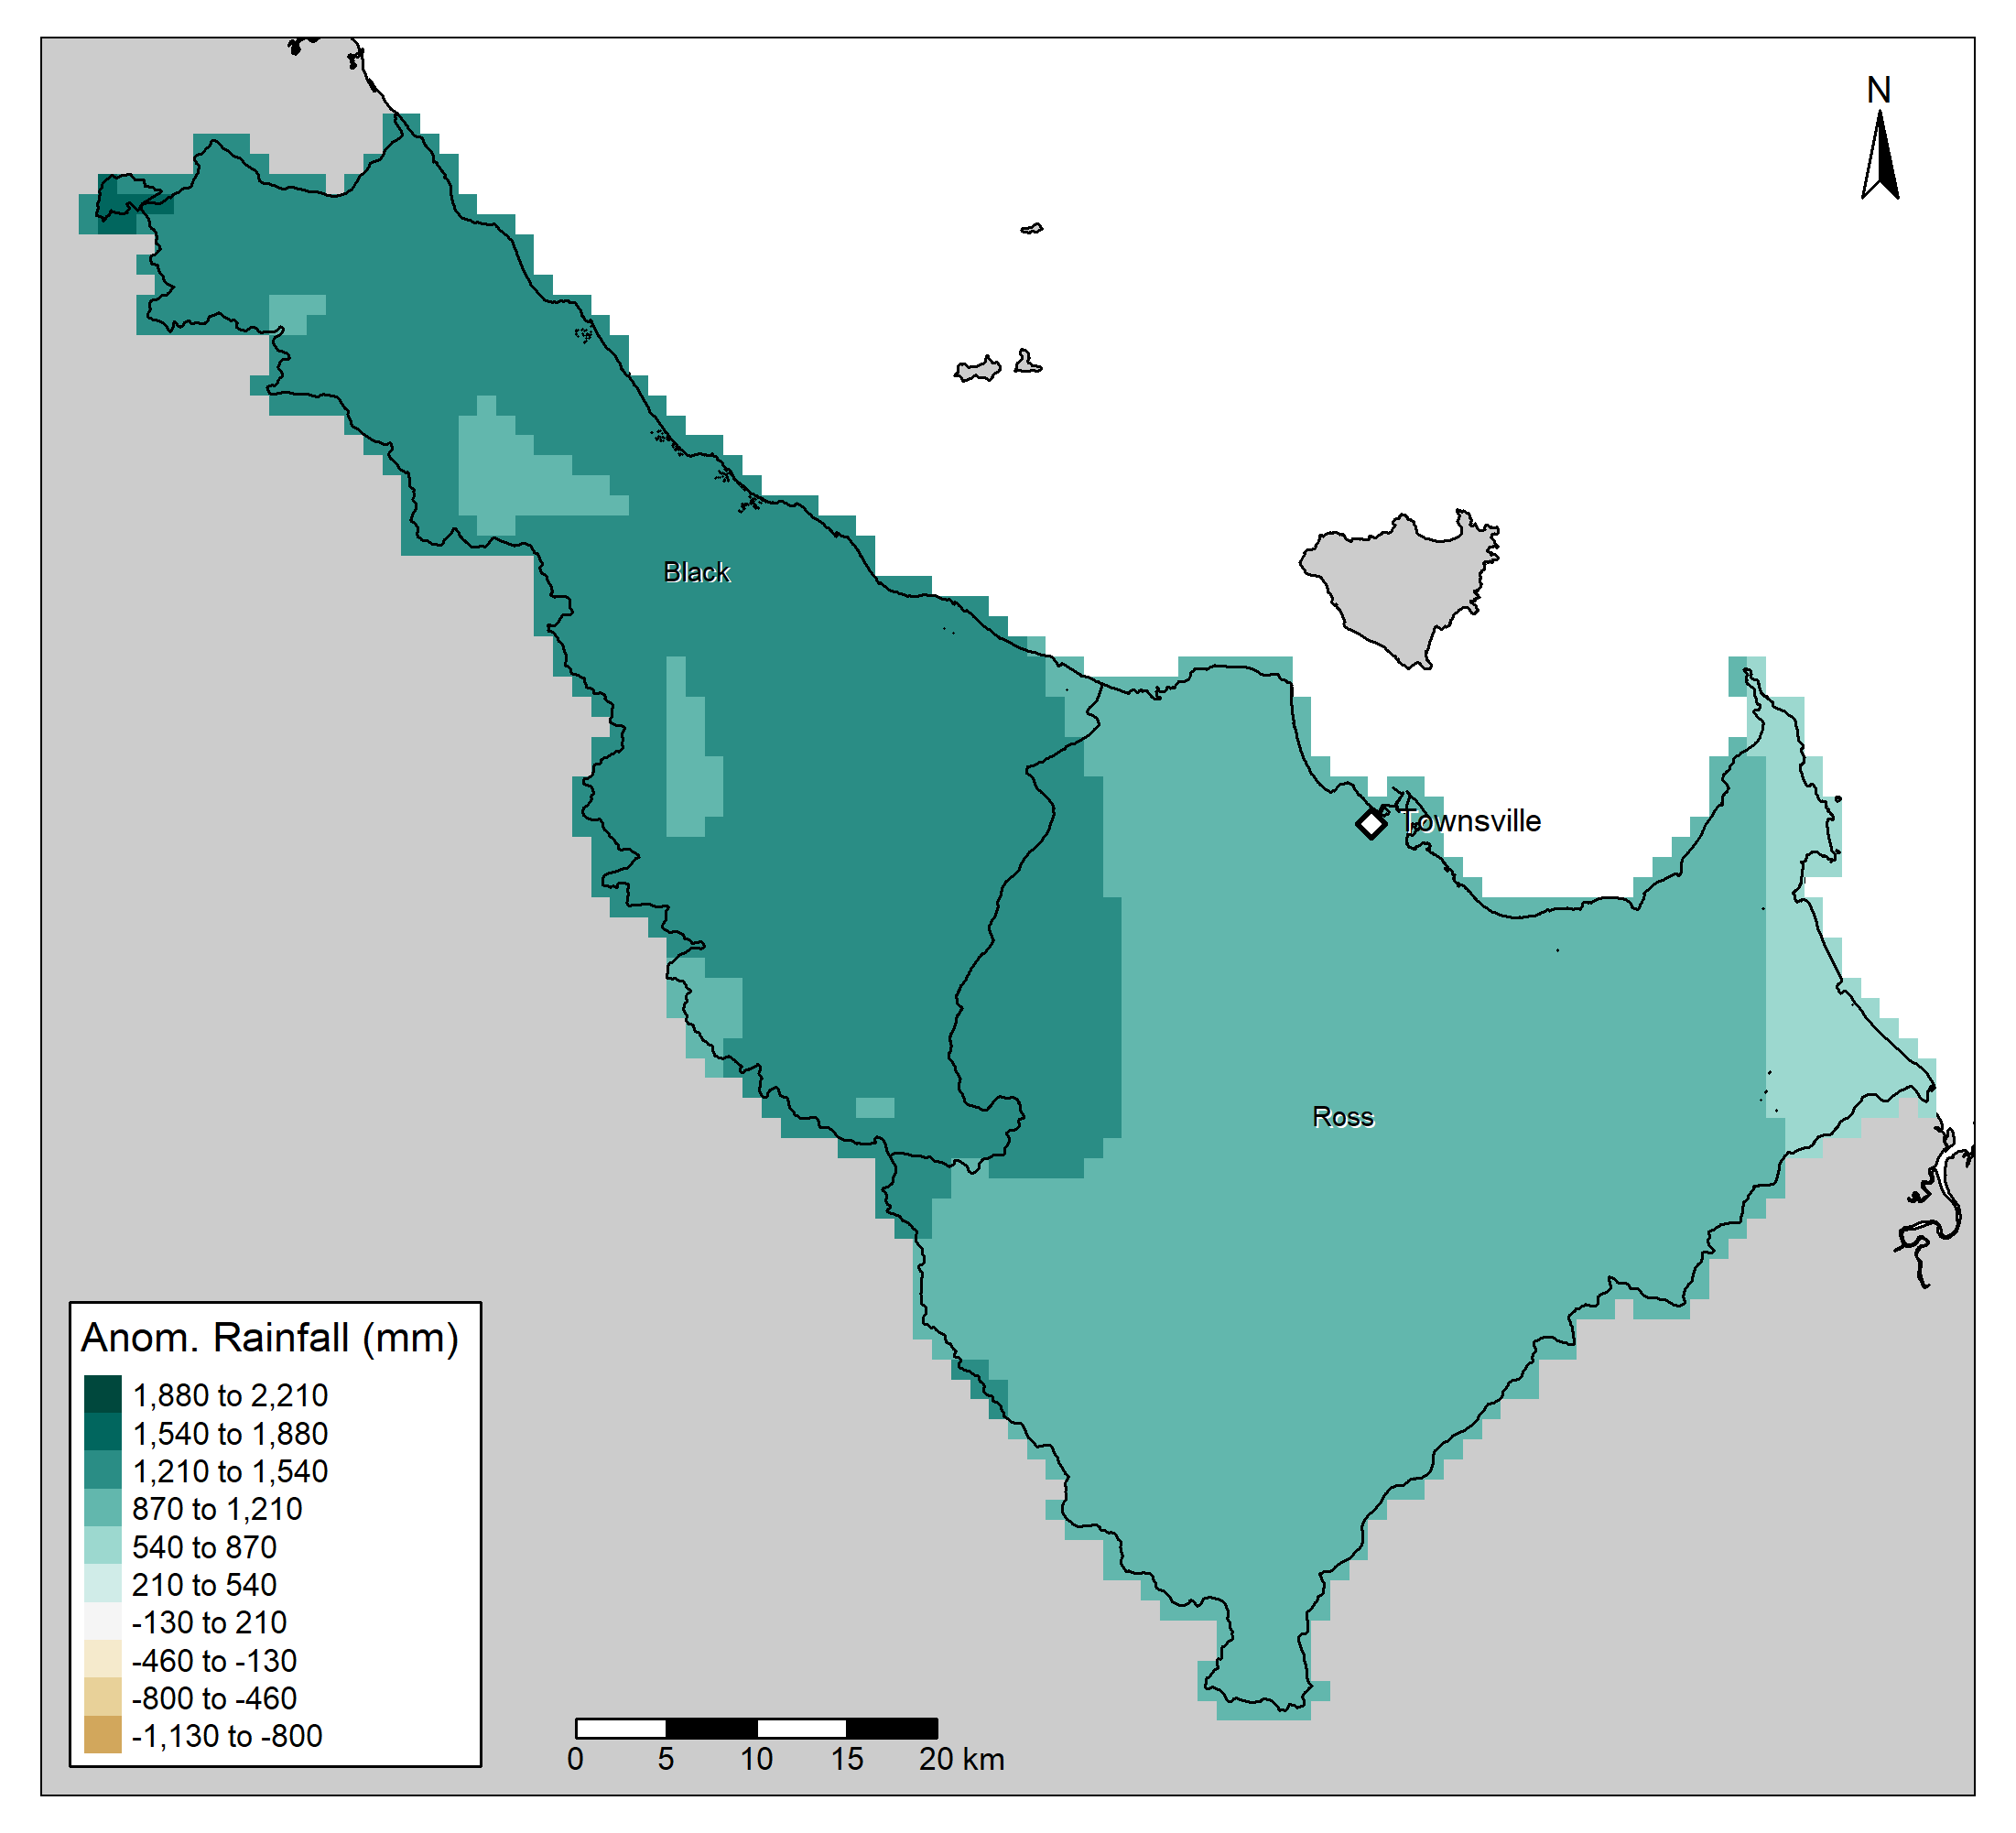 N
Black
Townsville
Ross
Anom. Rainfall (mm)
1,880 to 2,210
1,540 to 1,880
1,210 to 1,540
870 to 1,210
540 to 870
210 to 540
-130 to 210
-460 to -130
-800 to -460
-1,130 to -800
0 5 10 15 20 km